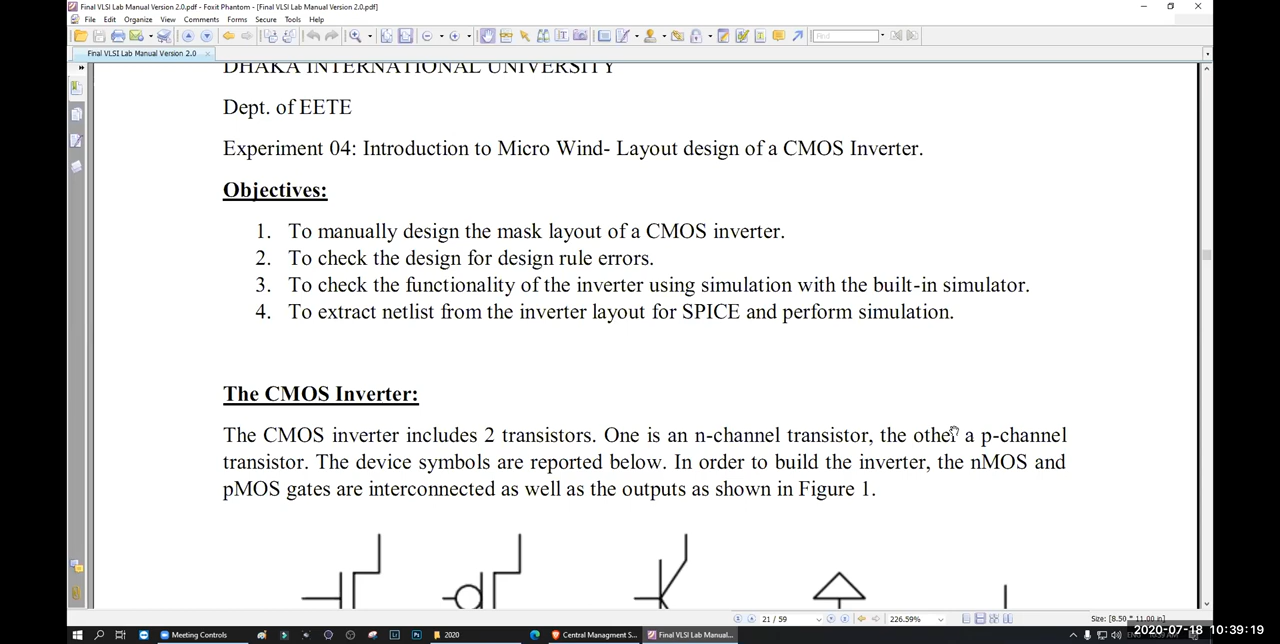 Final VLSI Lab Manual Version 2.0.pdf - Foxit Phantom - [Final VLSI Lab Manual Version 2.0.pdf]
File Edit Organize View Comments Forms Secure Tools Help
Find
Final VLSI Lab Manual Version 2.0
DHAKA INTERNATIONAL UNIVERSITY
Dept. of EETE
Experiment 04: Introduction to Micro Wind- Layout design of a CMOS Inverter.
Objectives:
1. To manually design the mask layout of a CMOS inverter.
2. To check the design for design rule errors.
3. To check the functionality of the inverter using simulation with the built-in simulator.
4. To extract netlist from the inverter layout for SPICE and perform simulation.
The CMOS Inverter:
The CMOS inverter includes 2 transistors. One is an n-channel transistor, the other a p-channel
transistor. The device symbols are reported below. In order to build the inverter, the nMOS and
pMOS gates are interconnected as well as the outputs as shown in Figure 1.
21 / 59 226.59% Size: [8.50 * 11.00 in]
Meeting Controls 2020 Central Managment S... Final VLSI Lab Manual... 2020-07-18 10:39:19